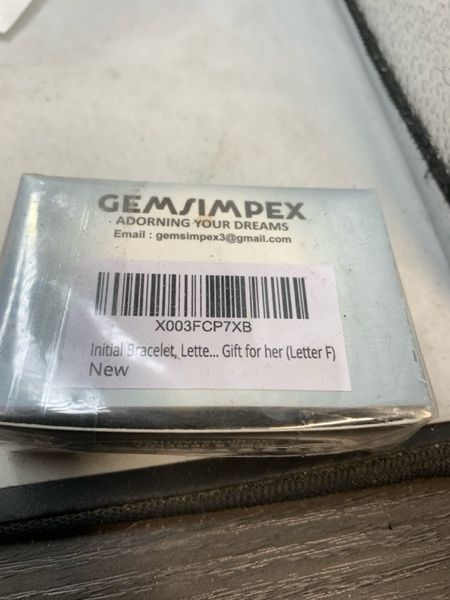 GEMSIMPEX
ADORNING YOUR DREAMS
Email : gemsimpex3@gmail.com
X003FCP7XB
Initial Bracelet, Lette... Gift for her (Letter F)
New